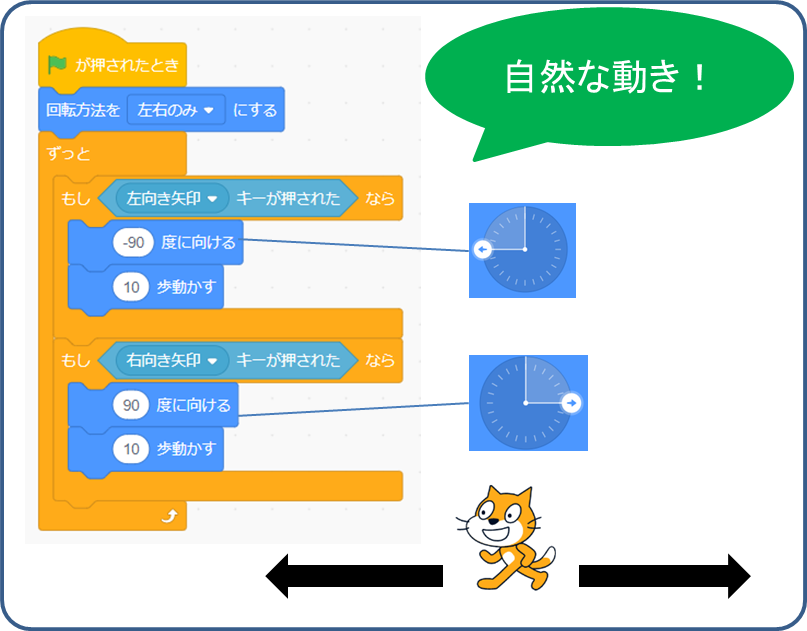 が押されたとき
回転方法を 左右のみ にする
ずっと
もし 左向き矢印 キーが押された なら
-90 度に向ける
10 歩動かす
もし 右向き矢印 キーが押された なら
90 度に向ける
10 歩動かす
自然な動き！